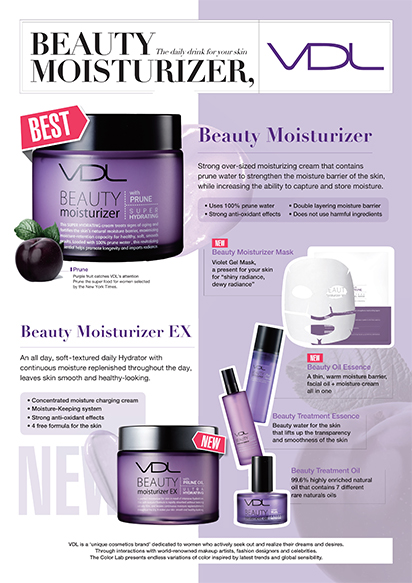 BEAUTY
The daily drink for your skin
MOISTURIZER,
VDL
BEST
VDL
BEAUTY
moisturizer
with
PRUNE
SUPER
HYDRATING
Beauty Moisturizer
Strong over-sized moisturizing cream that contains
prune water to strengthen the moisture barrier of the skin,
while increasing the ability to capture and store moisture.
• Uses 100% prune water
• Double layering moisture barrier
• Strong anti-oxidant effects
• Does not use harmful ingredients
Prune
Purple fruit catches VDL's attention
Prune the super food for women selected
by the New York Times.
NEW
Beauty Moisturizer Mask
Violet Gel Mask,
a present for your skin
for “shiny radiance,
dewy radiance”
Beauty Moisturizer EX
An all day, soft-textured daily Hydrator with
continuous moisture replenished throughout the day,
leaves skin smooth and healthy-looking.
• Concentrated moisture charging cream
• Moisture-Keeping system
• Strong anti-oxidant effects
• 4 free formula for the skin
NEW
NEW
VDL
BEAUTY
moisturizer EX
with
PRUNE OIL
NEW
Beauty Oil Essence
A thin, warm moisture barrier,
facial oil + moisture cream
all in one
Beauty Treatment Essence
Beauty water for the skin
that lifts up the transparency
and smoothness of the skin
VDL
BEAUTY
Beauty Treatment Oil
99.6% highly enriched natural
oil that contains 7 different
rare naturals oils
VDL is a 'unique cosmetics brand' dedicated to women who actively seek out and realize their dreams and desires.
Through interactions with world-renowned makeup artists, fashion designers and celebrities.
The Color Lab presents endless variations of color inspired by latest trends and global sensibility.